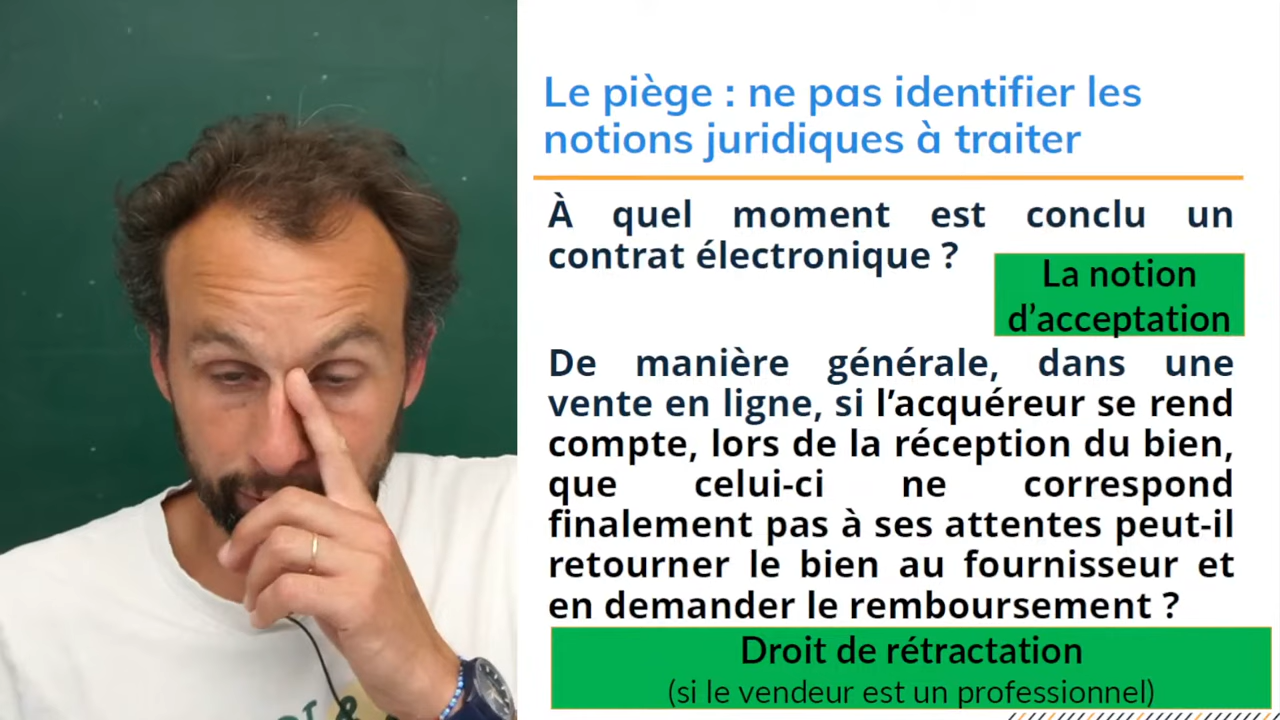 Le piège : ne pas identifier les
notions juridiques à traiter
À quel moment est conclu un
contrat électronique ?
La notion
d’acceptation
De manière générale, dans une
vente en ligne, si l’acquéreur se rend
compte, lors de la réception du bien,
que celui-ci ne correspond
finalement pas à ses attentes peut-il
retourner le bien au fournisseur et
en demander le remboursement ?
Droit de rétractation
(si le vendeur est un professionnel)